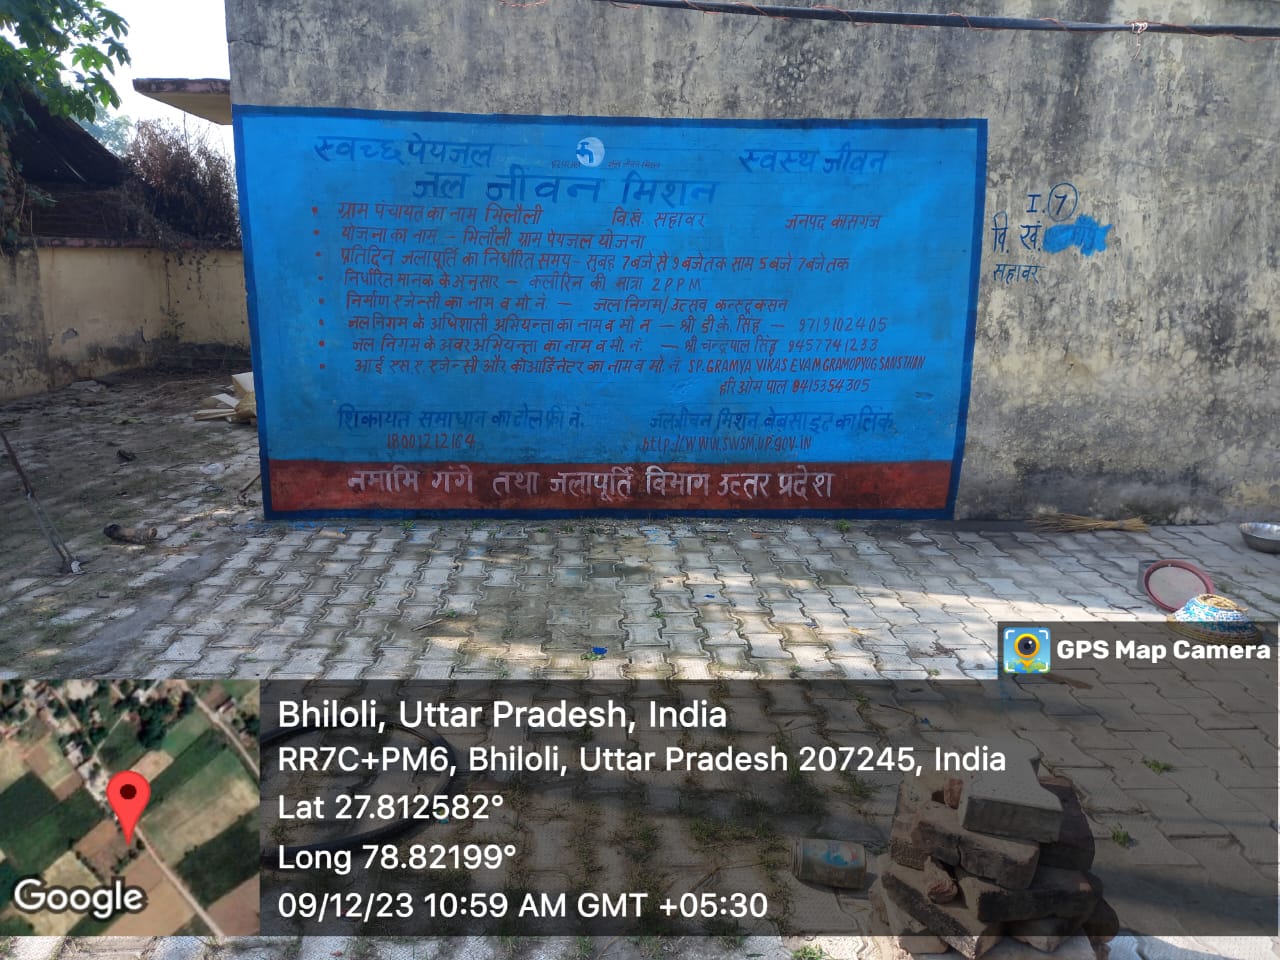 स्वच्छ पेयजल स्वस्थ जीवन
जल जीवन मिशन
ग्राम पंचायत का नाम भिलौली वि.खं. सहावर जनपद कासगंज
योजना का नाम - भिलौली ग्राम पेयजल योजना
प्रतिदिन जलापूर्ति का निर्धारित समय - सुबह 7 बजे से 9 बजे तक साम 5 बजे 7 बजे तक
निर्धारित मानक के अनुसार - क्लोरिन की मात्रा 2 PPM
निर्माण एजेन्सी का नाम व मो. नं. - जल निगम/उत्सव कन्स्ट्रक्सन
जल निगम के अधिशासी अभियन्ता का नाम व मो न - श्री डी. के. सिंह - 9719102405
जल निगम के अवर अभियन्ता का नाम व मो. नं. - श्री चन्द्रपाल सिंह 9457741233
आई एस. ए. एजेन्सी और कोआर्डिनेटर का नाम व मो. नं. SP. GRAMYA VIKAS EVAM GRAMOPYOG SANSTHAN
हरि ओम पाल 9415354305
शिकायत समाधान का टोल फ्री नं. जल जीवन मिशन वेबसाइट का लिंक
18001212164 http://WWW.SWSM.UP.GOV.IN
नमामि गंगे तथा जलापूर्ति विभाग उत्तर प्रदेश
I. 7
वि. खं.
सहावर
GPS Map Camera
Bhiloli, Uttar Pradesh, India
RR7C+PM6, Bhiloli, Uttar Pradesh 207245, India
Lat 27.812582°
Long 78.82199°
09/12/23 10:59 AM GMT +05:30
Google